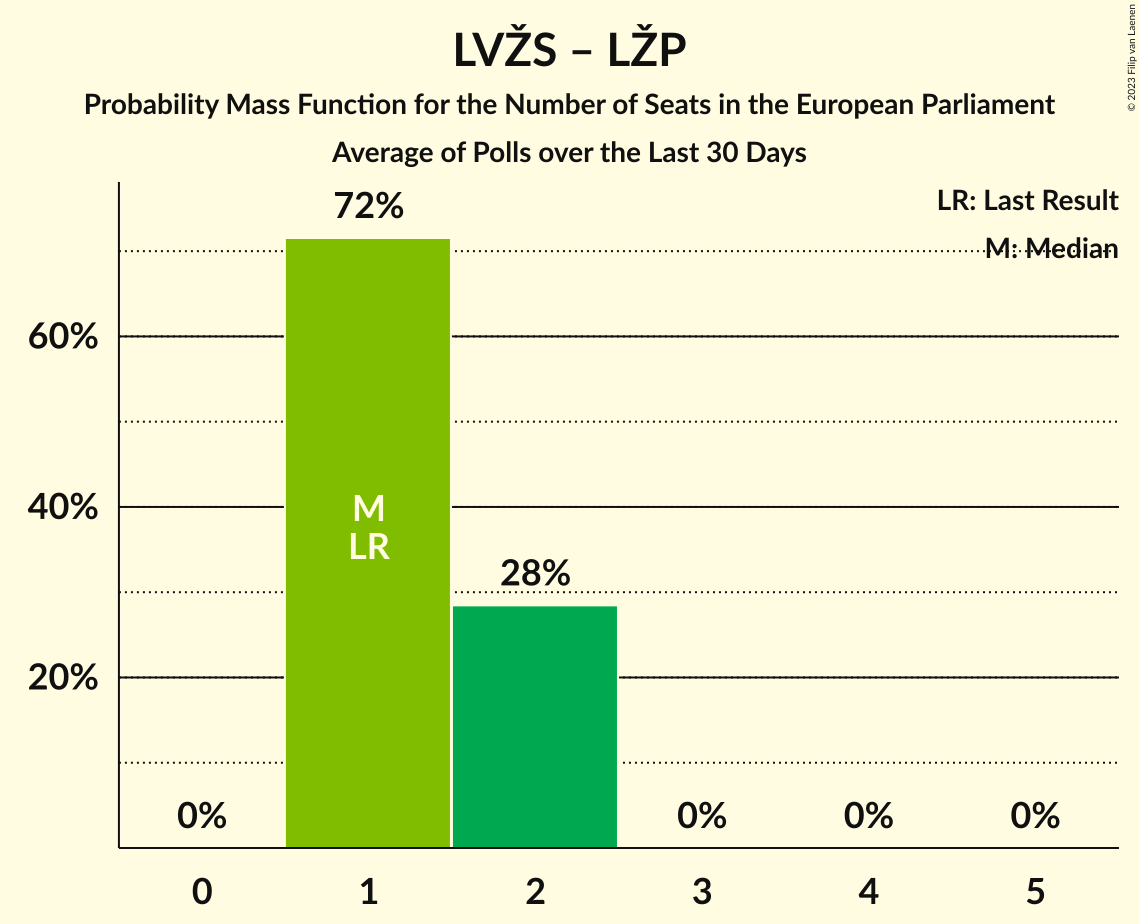 LVŽS – LŽP
Probability Mass Function for the Number of Seats in the European Parliament
Average of Polls over the Last 30 Days
© 2023 Filip van Laenen
LR: Last Result
M: Median
72%
60%
40%
20%
M
LR
28%
0%
0%
0%
0%
0
1
2
3
4
5